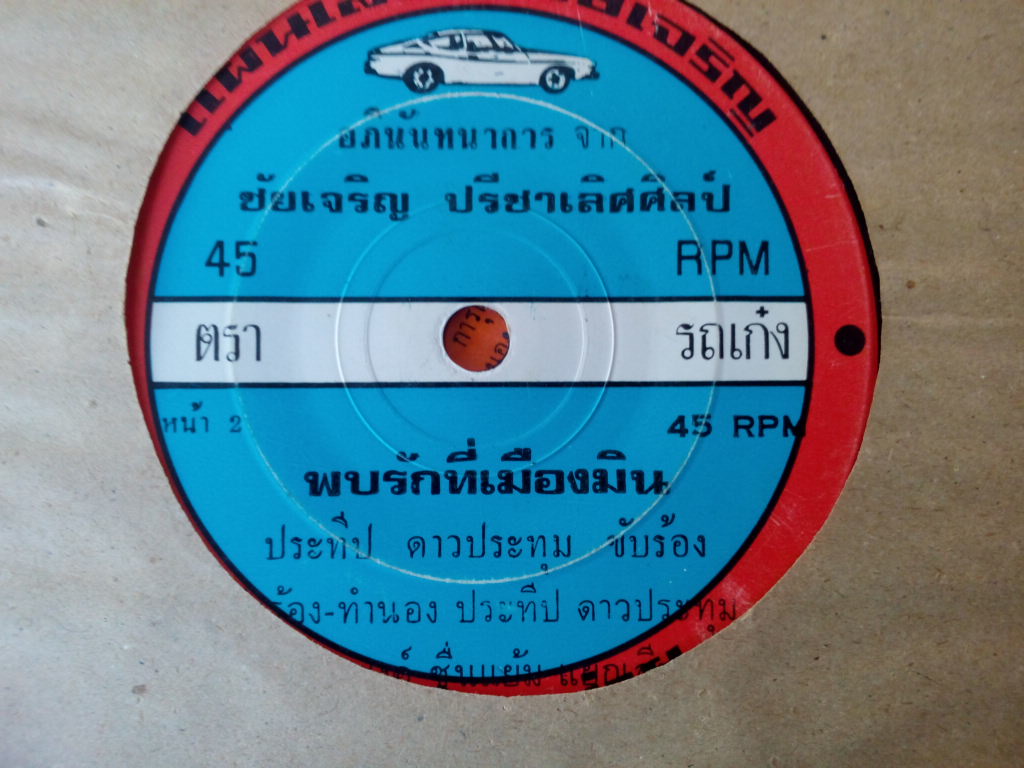 อภินันทนาการ จาก
ชัยเจริญ ปรีชาเลิศศิลป์
45 RPM
ตรา รถเก๋ง
หน้า 2 45 RPM
พบรักที่เมืองมิน
ประทีป ดาวประทุม ขับร้อง
ร้อง-ทำนอง ประทีป ดาวประทุม
ชื่นแย้ม